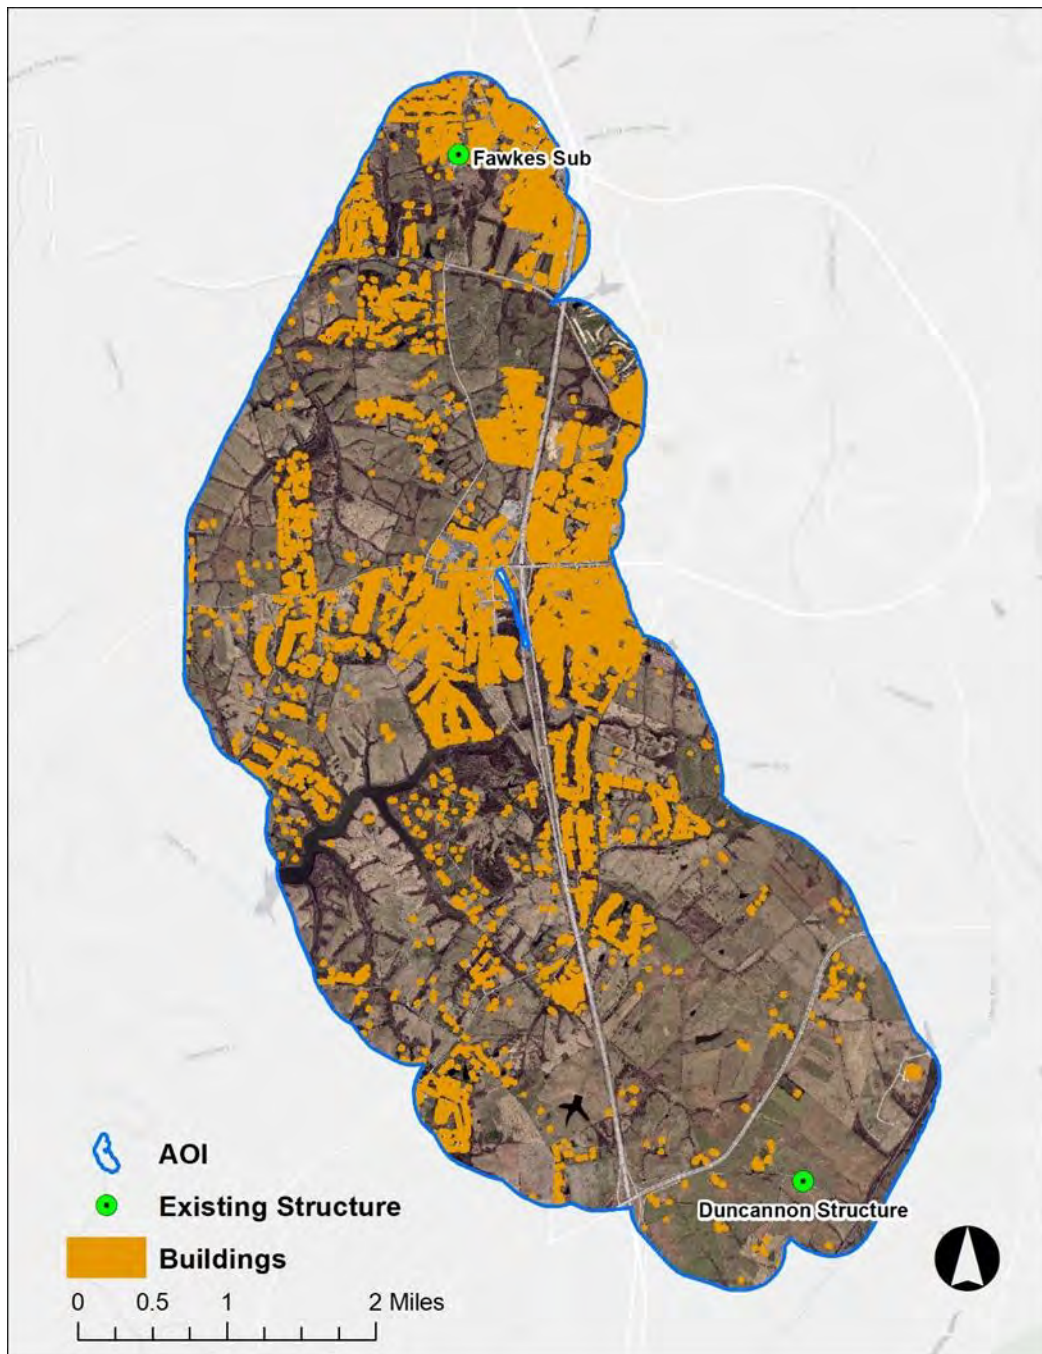 Fawkes Sub
Duncannon Structure
AOI
Existing Structure
Buildings
0 0.5 1 2 Miles